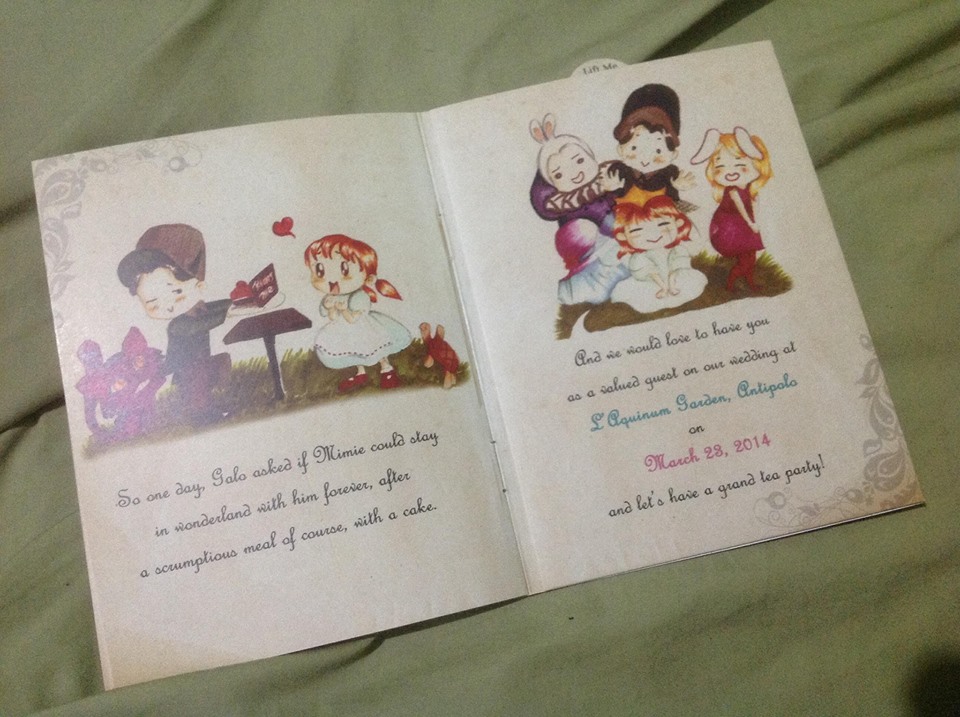 So one day, Galo asked if Mimie could stay
in wonderland with him forever, after
a scrumptious meal of course, with a cake.
Lift Me
And we would love to have you
as a valued guest on our wedding at
L'Aquinum Garden, Antipolo
on
March 23, 2014
and let's have a grand tea party!